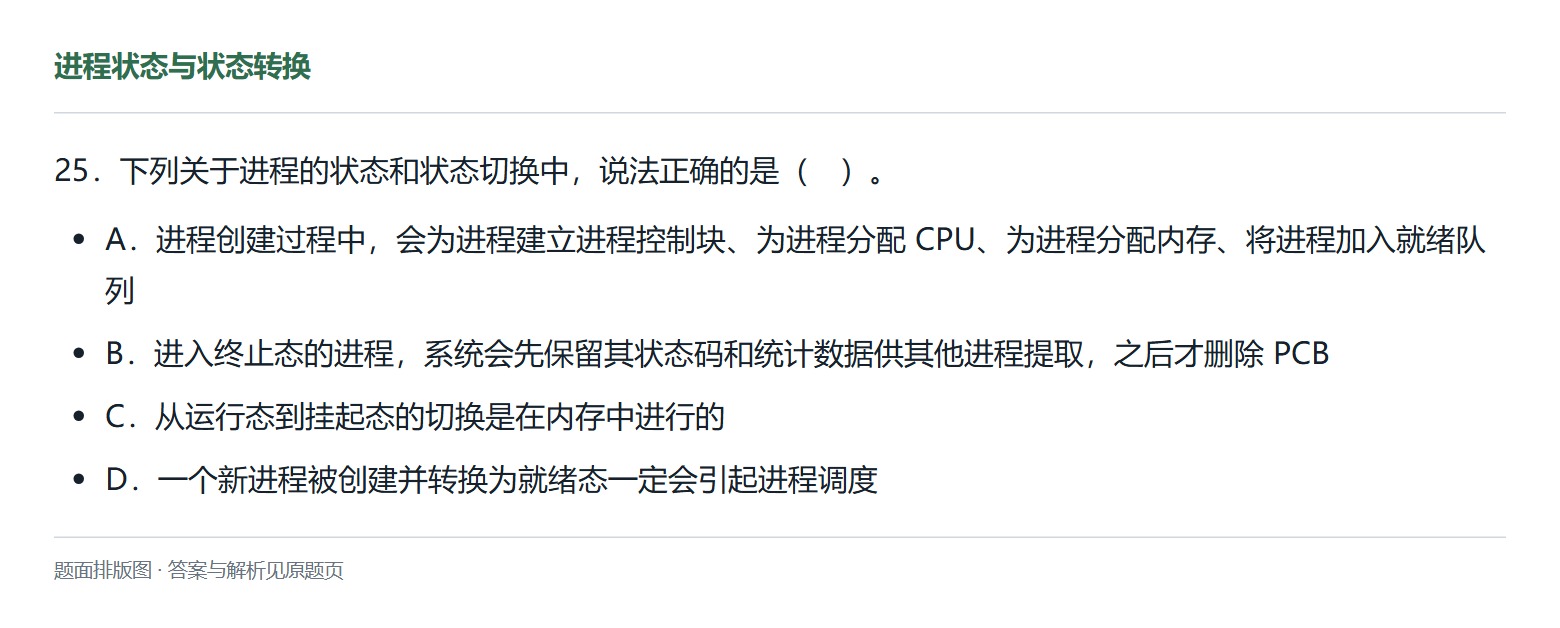 进程状态与状态转换
25．下列关于进程的状态和状态切换中，说法正确的是（　）。
• A．进程创建过程中，会为进程建立进程控制块、为进程分配 CPU、为进程分配内存、将进程加入就绪队
列
• B．进入终止态的进程，系统会先保留其状态码和统计数据供其他进程提取，之后才删除 PCB
• C．从运行态到挂起态的切换是在内存中进行的
• D．一个新进程被创建并转换为就绪态一定会引起进程调度
题面排版图 · 答案与解析见原题页